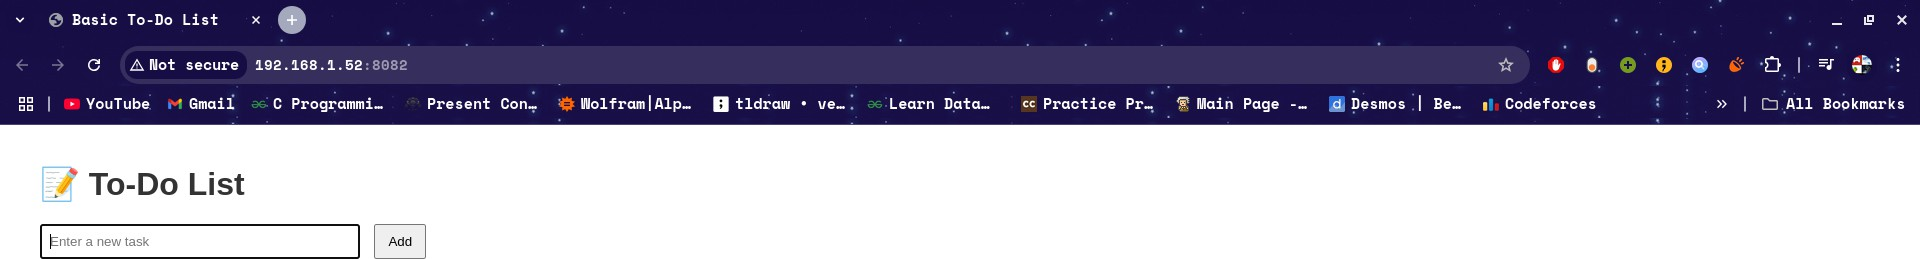 Basic To-Do List
Not secure 192.168.1.52:8082
YouTube Gmail C Programmi… Present Con… Wolfram|Alp… tldraw • ve… Learn Data… cc Practice Pr… Main Page -… d Desmos | Be… Codeforces » All Bookmarks
📝 To-Do List
Enter a new task Add